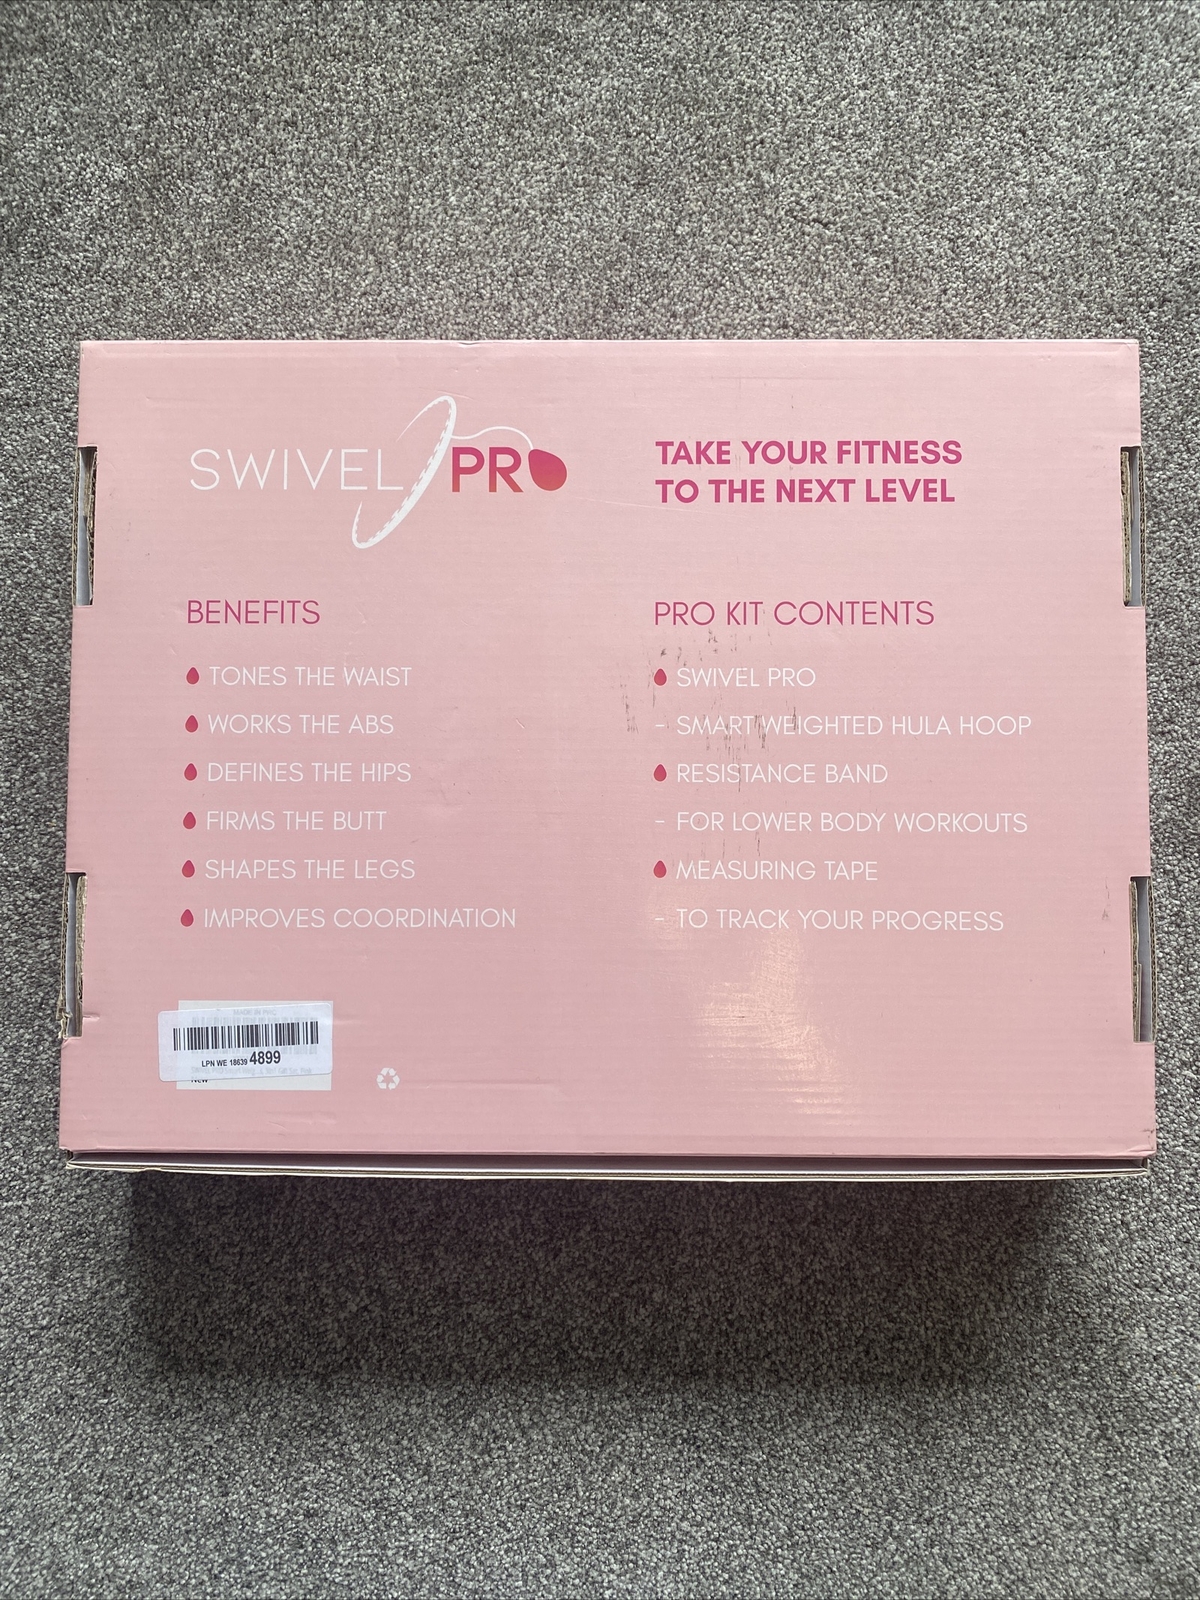 SWIVEL PRO
TAKE YOUR FITNESS
TO THE NEXT LEVEL
BENEFITS
TONES THE WAIST
WORKS THE ABS
DEFINES THE HIPS
FIRMS THE BUTT
SHAPES THE LEGS
IMPROVES COORDINATION
PRO KIT CONTENTS
SWIVEL PRO
- SMART WEIGHTED HULA HOOP
RESISTANCE BAND
- FOR LOWER BODY WORKOUTS
MEASURING TAPE
- TO TRACK YOUR PROGRESS
LPN WE 18639 4899
New